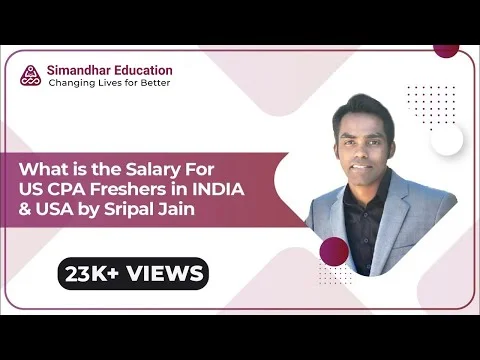 Simandhar Education
Changing Lives for Better
What is the Salary For
US CPA Freshers in INDIA
& USA by Sripal Jain
23K+ VIEWS